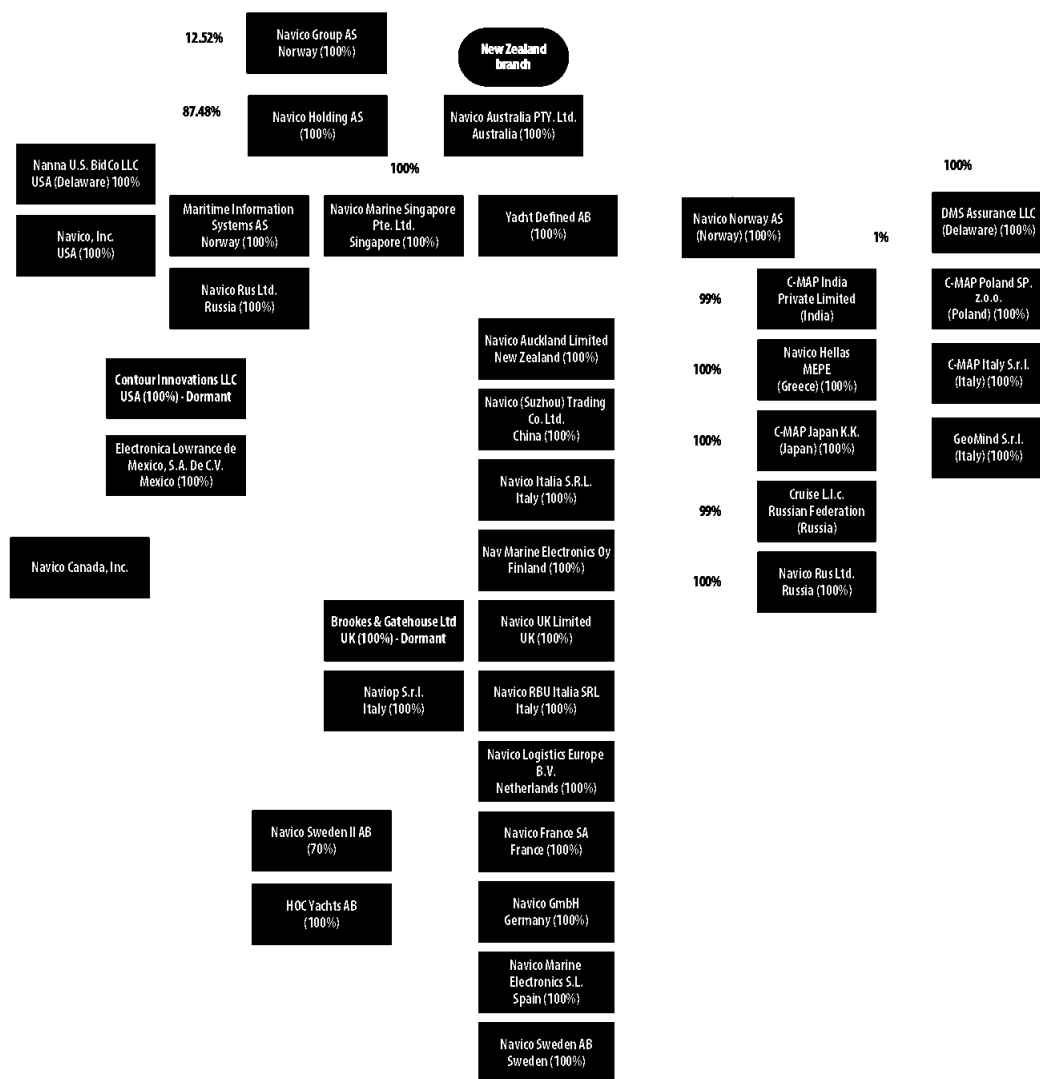 12.52%
Navico Group AS
Norway (100%)
New Zealand
branch
87.48%
Navico Holding AS
(100%)
Navico Australia PTY. Ltd.
Australia (100%)
Nanna U.S. BidCo LLC
USA (Delaware) 100%
100%
100%
Navico, Inc.
USA (100%)
Maritime Information
Systems AS
Norway (100%)
Navico Marine Singapore
Pte. Ltd.
Singapore (100%)
Yacht Defined AB
(100%)
Navico Norway AS
(Norway) (100%)
1%
DMS Assurance LLC
(Delaware) (100%)
Navico Rus Ltd.
Russia (100%)
99%
C-MAP India
Private Limited
(India)
C-MAP Poland SP.
z.o.o.
(Poland) (100%)
Navico Auckland Limited
New Zealand (100%)
100%
Navico Hellas
MEPE
(Greece) (100%)
C-MAP Italy S.r.l.
(Italy) (100%)
Contour Innovations LLC
USA (100%) - Dormant
Navico (Suzhou) Trading
Co. Ltd.
China (100%)
100%
C-MAP Japan K.K.
(Japan) (100%)
GeoMind S.r.l.
(Italy) (100%)
Electronica Lowrance de
Mexico, S.A. De C.V.
Mexico (100%)
Navico Italia S.R.L.
Italy (100%)
99%
Cruise L.l.c.
Russian Federation
(Russia)
Navico Canada, Inc.
Nav Marine Electronics Oy
Finland (100%)
100%
Navico Rus Ltd.
Russia (100%)
Brookes & Gatehouse Ltd
UK (100%) - Dormant
Navico UK Limited
UK (100%)
Naviop S.r.l.
Italy (100%)
Navico RBU Italia SRL
Italy (100%)
Navico Logistics Europe
B.V.
Netherlands (100%)
Navico Sweden II AB
(70%)
Navico France SA
France (100%)
HOC Yachts AB
(100%)
Navico GmbH
Germany (100%)
Navico Marine
Electronics S.L.
Spain (100%)
Navico Sweden AB
Sweden (100%)